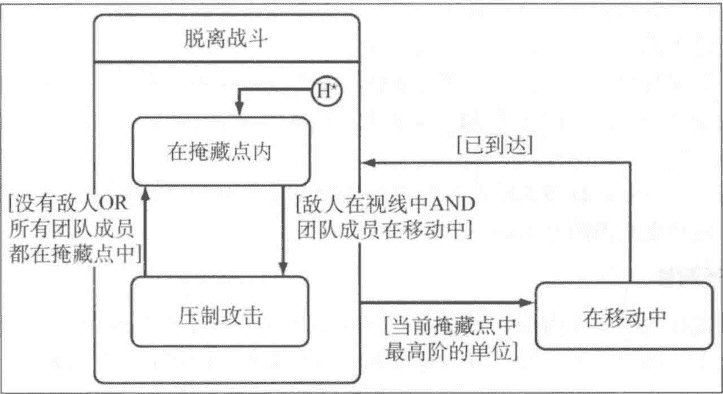 脱离战斗
H*
在掩藏点内
[已到达]
[没有敌人OR
所有团队成员
都在掩藏点中]
[敌人在视线中AND
团队成员在移动中]
压制攻击
在移动中
[当前掩藏点中
最高阶的单位]